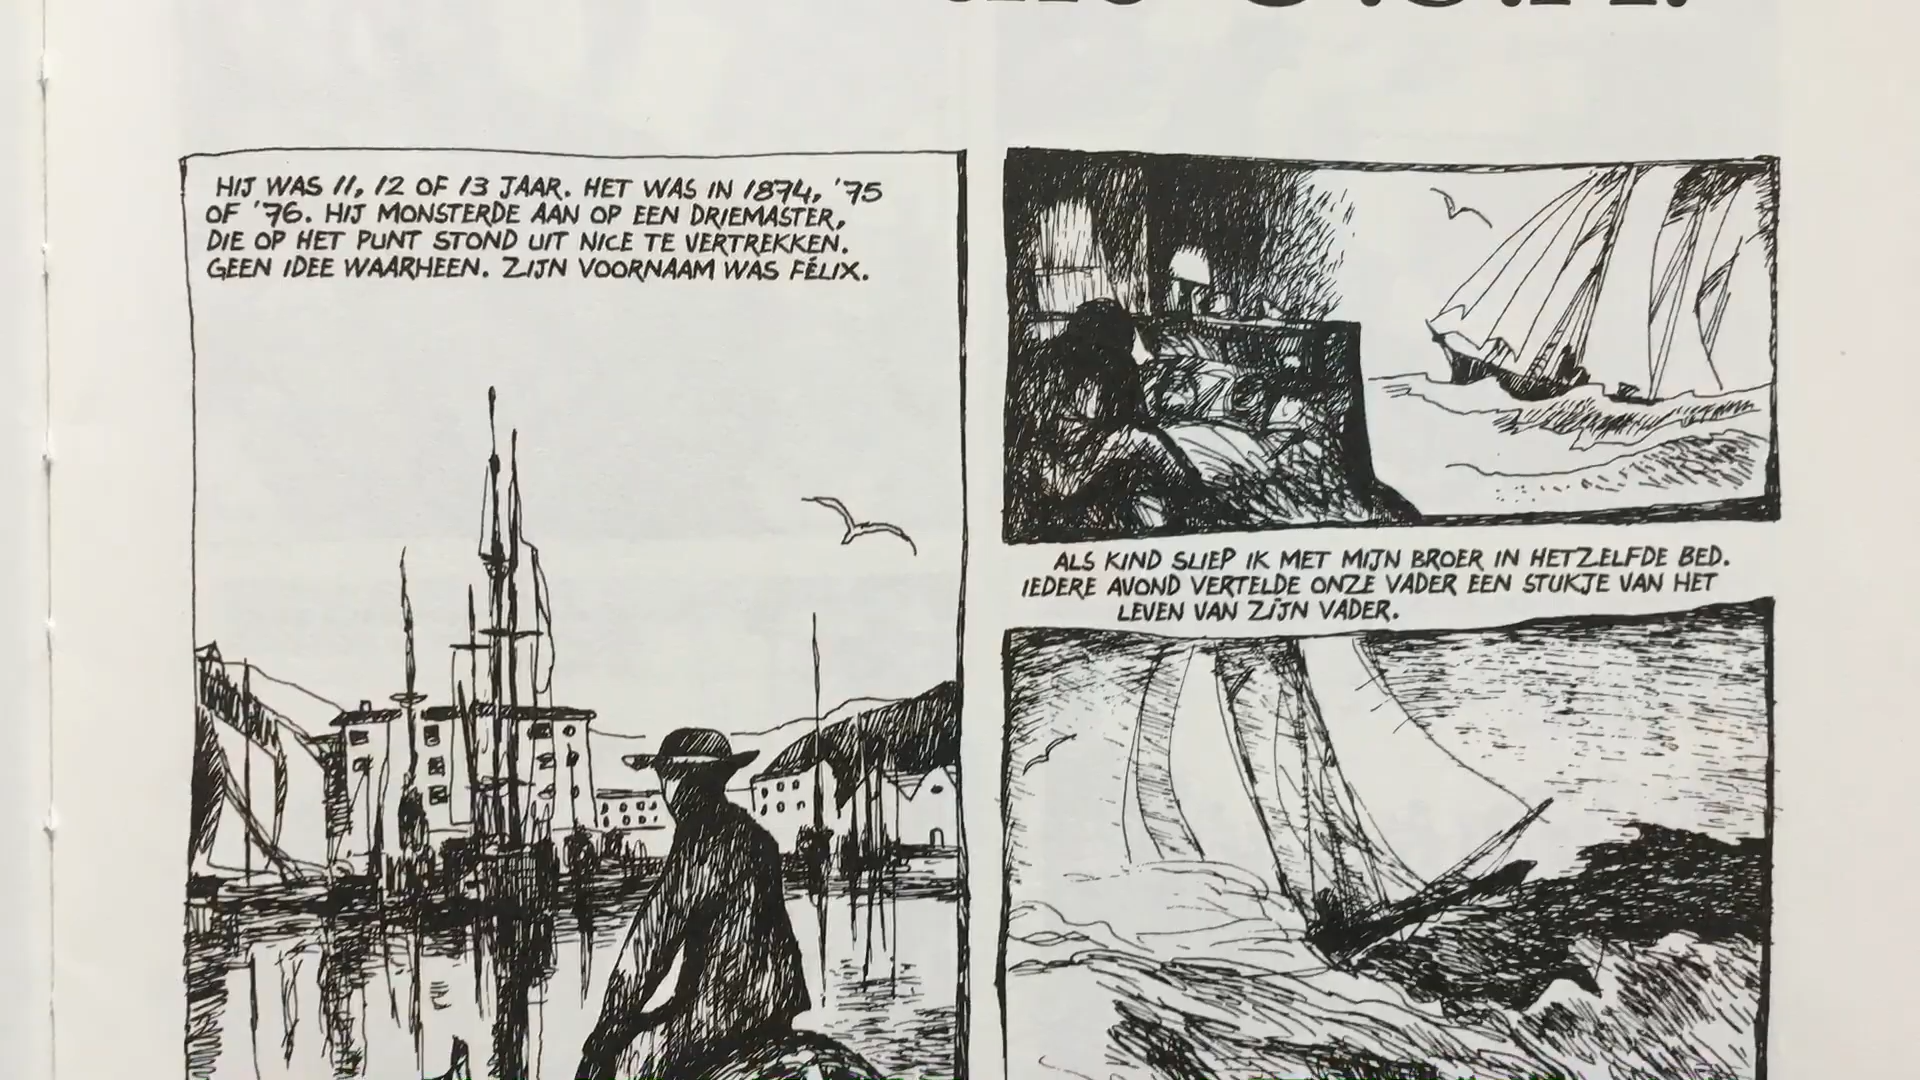 the U.S.A.
HIJ WAS 11, 12 OF 13 JAAR. HET WAS IN 1874, '75
OF '76. HIJ MONSTERDE AAN OP EEN DRIEMASTER,
DIE OP HET PUNT STOND UIT NICE TE VERTREKKEN.
GEEN IDEE WAARHEEN. ZIJN VOORNAAM WAS FÉLIX.
ALS KIND SLIEP IK MET MIJN BROER IN HETZELFDE BED.
IEDERE AVOND VERTELDE ONZE VADER EEN STUKJE VAN HET
LEVEN VAN ZIJN VADER.